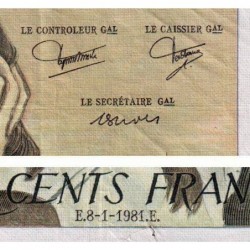 LE CONTROLEUR GAL LE CAISSIER GAL
LE SECRÉTAIRE GAL
CENTS FRAN
E.8-1-1981.E.